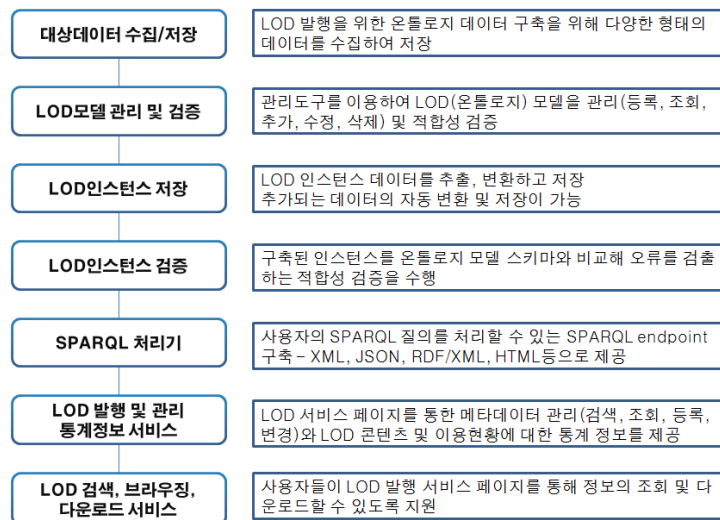 대상데이터 수집/저장
LOD 발행을 위한 온톨로지 데이터 구축을 위해 다양한 형태의
데이터를 수집하여 저장
LOD모델 관리 및 검증
관리도구를 이용하여 LOD(온톨로지) 모델을 관리(등록, 조회,
추가, 수정, 삭제) 및 적합성 검증
LOD인스턴스 저장
LOD 인스턴스 데이터를 추출, 변환하고 저장
추가되는 데이터의 자동 변환 및 저장이 가능
LOD인스턴스 검증
구축된 인스턴스를 온톨로지 모델 스키마와 비교해 오류를 검출
하는 적합성 검증을 수행
SPARQL 처리기
사용자의 SPARQL 질의를 처리할 수 있는 SPARQL endpoint
구축 – XML, JSON, RDF/XML, HTML등으로 제공
LOD 발행 및 관리
통계정보 서비스
LOD 서비스 페이지를 통한 메타데이터 관리(검색, 조회, 등록,
변경)와 LOD 콘텐츠 및 이용현황에 대한 통계 정보를 제공
LOD 검색, 브라우징,
다운로드 서비스
사용자들이 LOD 발행 서비스 페이지를 통해 정보의 조회 및 다
운로드할 수 있도록 지원